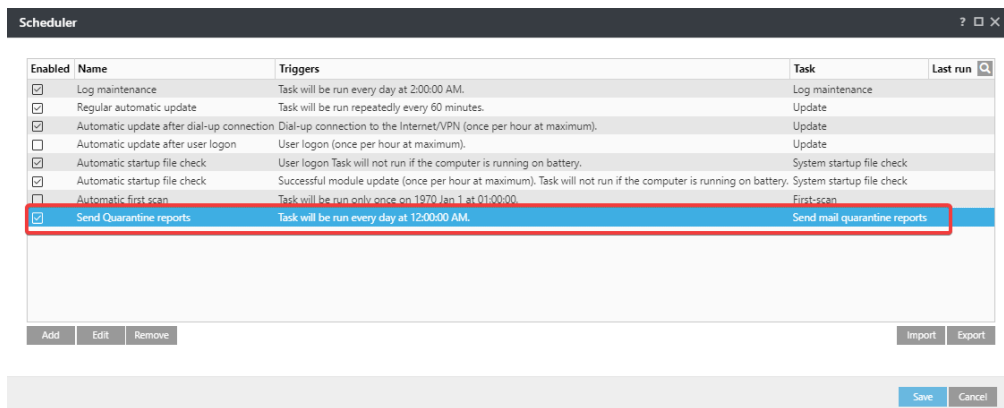 Scheduler
Enabled Name Triggers Task Last run
Log maintenance Task will be run every day at 2:00:00 AM. Log maintenance
Regular automatic update Task will be run repeatedly every 60 minutes. Update
Automatic update after dial-up connection Dial-up connection to the Internet/VPN (once per hour at maximum). Update
Automatic update after user logon User logon (once per hour at maximum). Update
Automatic startup file check User logon Task will not run if the computer is running on battery. System startup file check
Automatic startup file check Successful module update (once per hour at maximum). Task will not run if the computer is running on battery. System startup file check
Automatic first scan Task will be run only once on 1970 Jan 1 at 01:00:00. First-scan
Send Quarantine reports Task will be run every day at 12:00:00 AM. Send mail quarantine reports
Add Edit Remove Import Export
Save Cancel